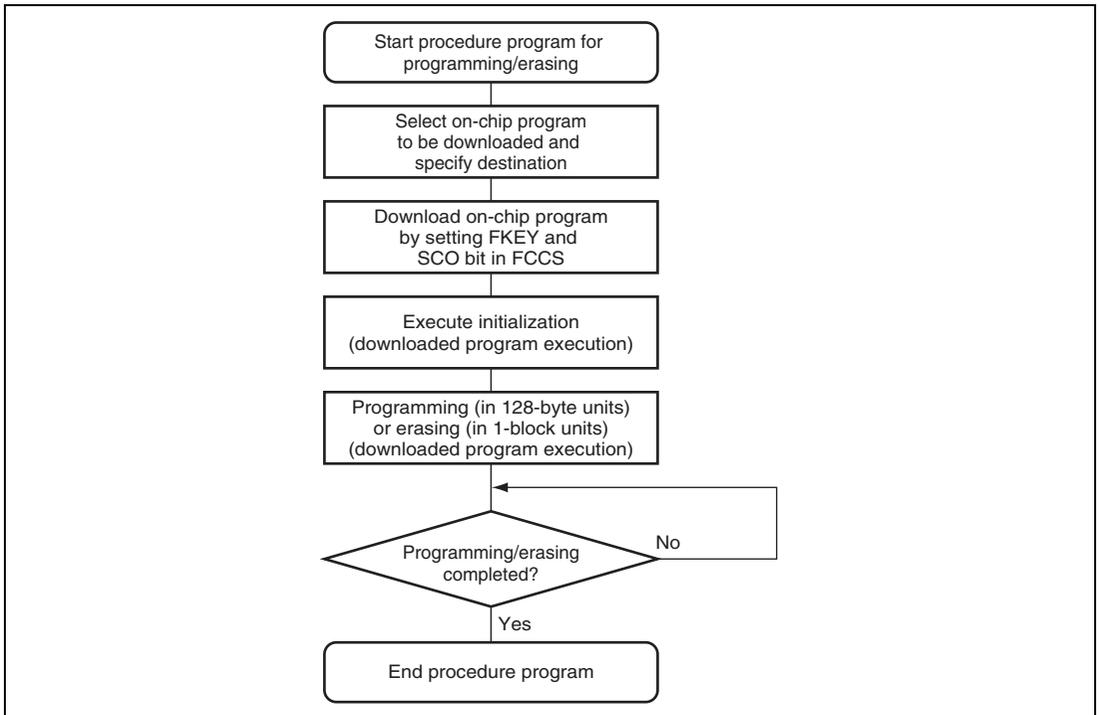 Start procedure program for
programming/erasing
Select on-chip program
to be downloaded and
specify destination
Download on-chip program
by setting FKEY and
SCO bit in FCCS
Execute initialization
(downloaded program execution)
Programming (in 128-byte units)
or erasing (in 1-block units)
(downloaded program execution)
No
Programming/erasing
completed?
Yes
End procedure program